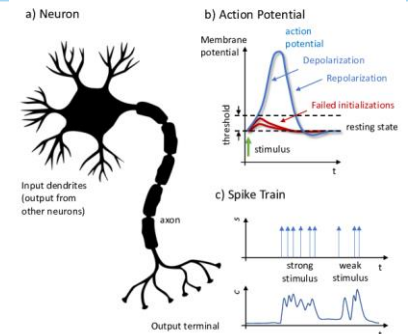 a) Neuron
Input dendrites
(output from
other neurons)
axon
Output terminal
b) Action Potential
Membrane
potential
action
potential
Depolarization
Repolarization
Failed initializations
threshold
resting state
stimulus
t
c) Spike Train
s
t
strong
stimulus
weak
stimulus
c